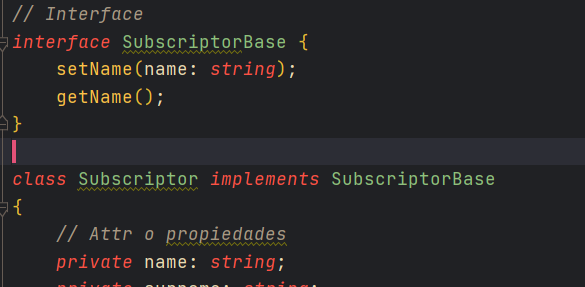 // Interface
interface SubscriptorBase {
setName(name: string);
getName();
}
class Subscriptor implements SubscriptorBase
{
// Attr o propiedades
private name: string;
private surname: string;